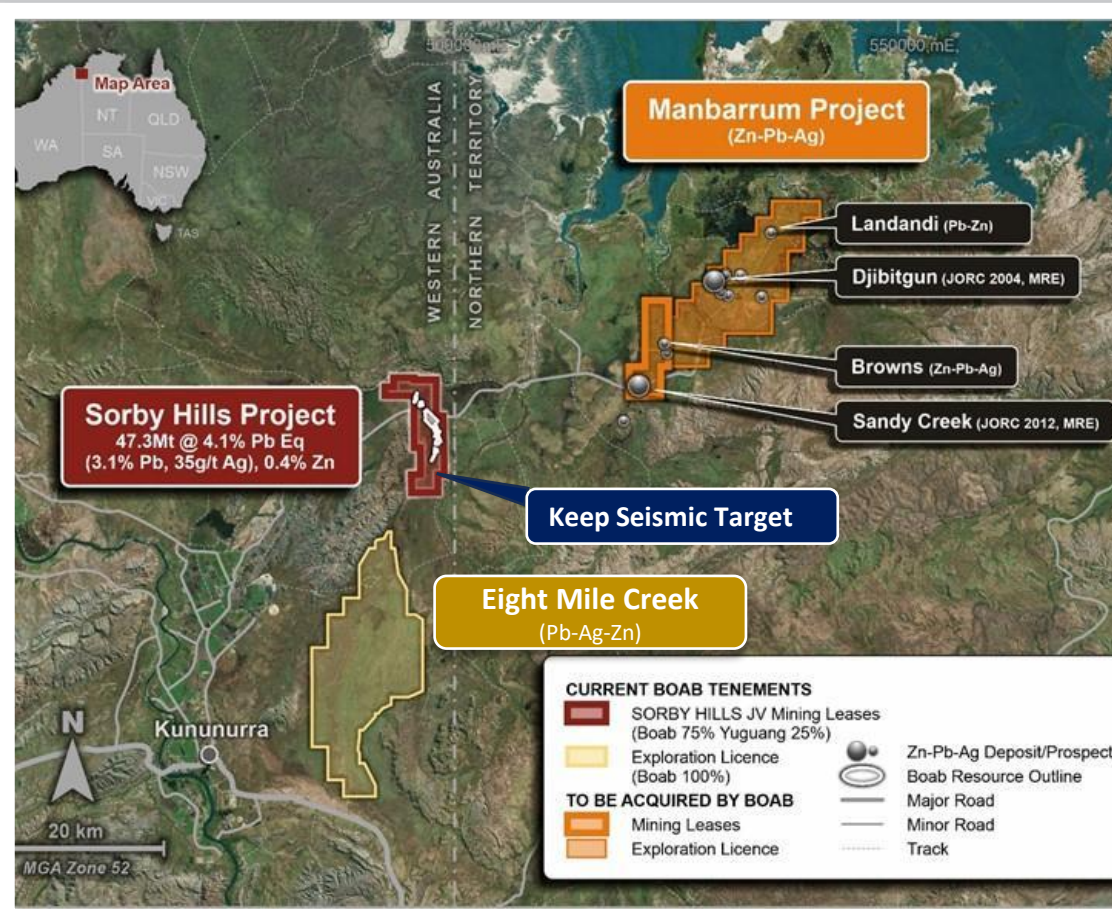 500000,mE
550000,mE
Map Area
NT
QLD
WA
SA
NSW
VIC
TAS
WESTERN AUSTRALIA
NORTHERN TERRITORY
Manbarrum Project
(Zn-Pb-Ag)
Landandi (Pb-Zn)
Djibitgun (JORC 2004, MRE)
Browns (Zn-Pb-Ag)
Sandy Creek (JORC 2012, MRE)
Sorby Hills Project
47.3Mt @ 4.1% Pb Eq
(3.1% Pb, 35g/t Ag), 0.4% Zn
Keep Seismic Target
Eight Mile Creek
(Pb-Ag-Zn)
Kununurra
N
20 km
MGA Zone 52
CURRENT BOAB TENEMENTS
SORBY HILLS JV Mining Leases
(Boab 75% Yuguang 25%)
Exploration Licence
(Boab 100%)
TO BE ACQUIRED BY BOAB
Mining Leases
Exploration Licence
Zn-Pb-Ag Deposit/Prospect
Boab Resource Outline
Major Road
Minor Road
Track